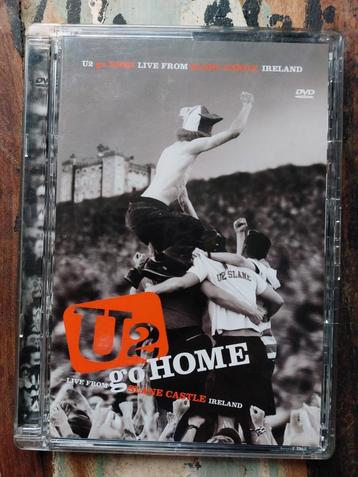 U2 go HOME LIVE FROM SLANE CASTLE IRELAND
DVD
DVD
U2 SLANE
U2
go HOME
LIVE FROM SLANE CASTLE IRELAND